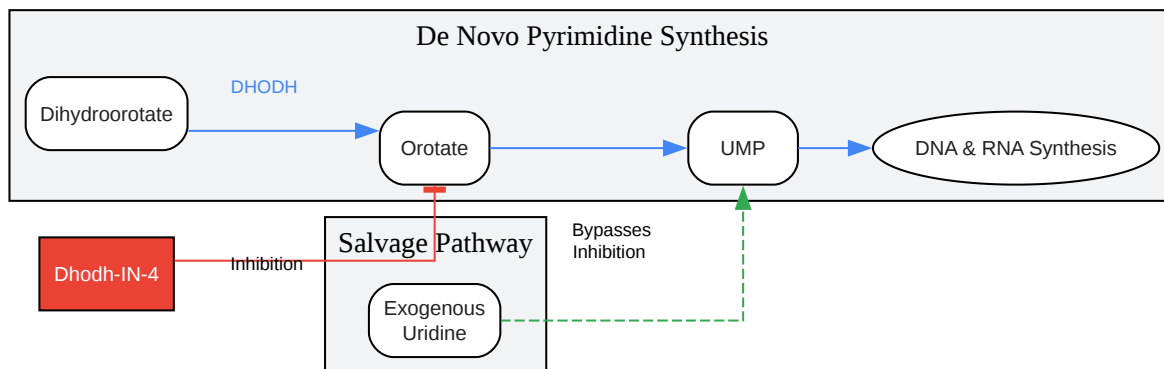 De Novo Pyrimidine Synthesis
DHODH
Dihydroorotate
Orotate
UMP
DNA & RNA Synthesis
Salvage Pathway
Bypasses
Inhibition
Dhodh-IN-4
Inhibition
Exogenous
Uridine